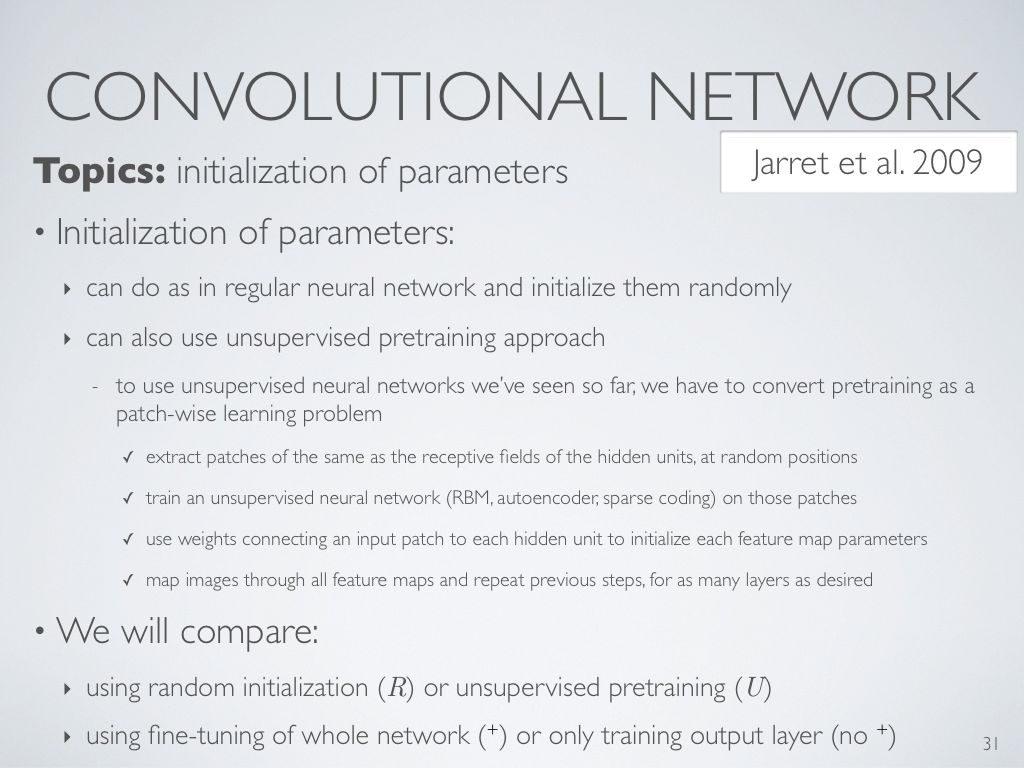 CONVOLUTIONAL NETWORK
Jarret et al. 2009
Topics: initialization of parameters
• Initialization of parameters:
‣ can do as in regular neural network and initialize them randomly
‣ can also use unsupervised pretraining approach
- to use unsupervised neural networks we've seen so far, we have to convert pretraining as a
patch-wise learning problem
✓ extract patches of the same as the receptive fields of the hidden units, at random positions
✓ train an unsupervised neural network (RBM, autoencoder, sparse coding) on those patches
✓ use weights connecting an input patch to each hidden unit to initialize each feature map parameters
✓ map images through all feature maps and repeat previous steps, for as many layers as desired
• We will compare:
‣ using random initialization (R) or unsupervised pretraining (U)
‣ using fine-tuning of whole network (⁺) or only training output layer (no ⁺)
31